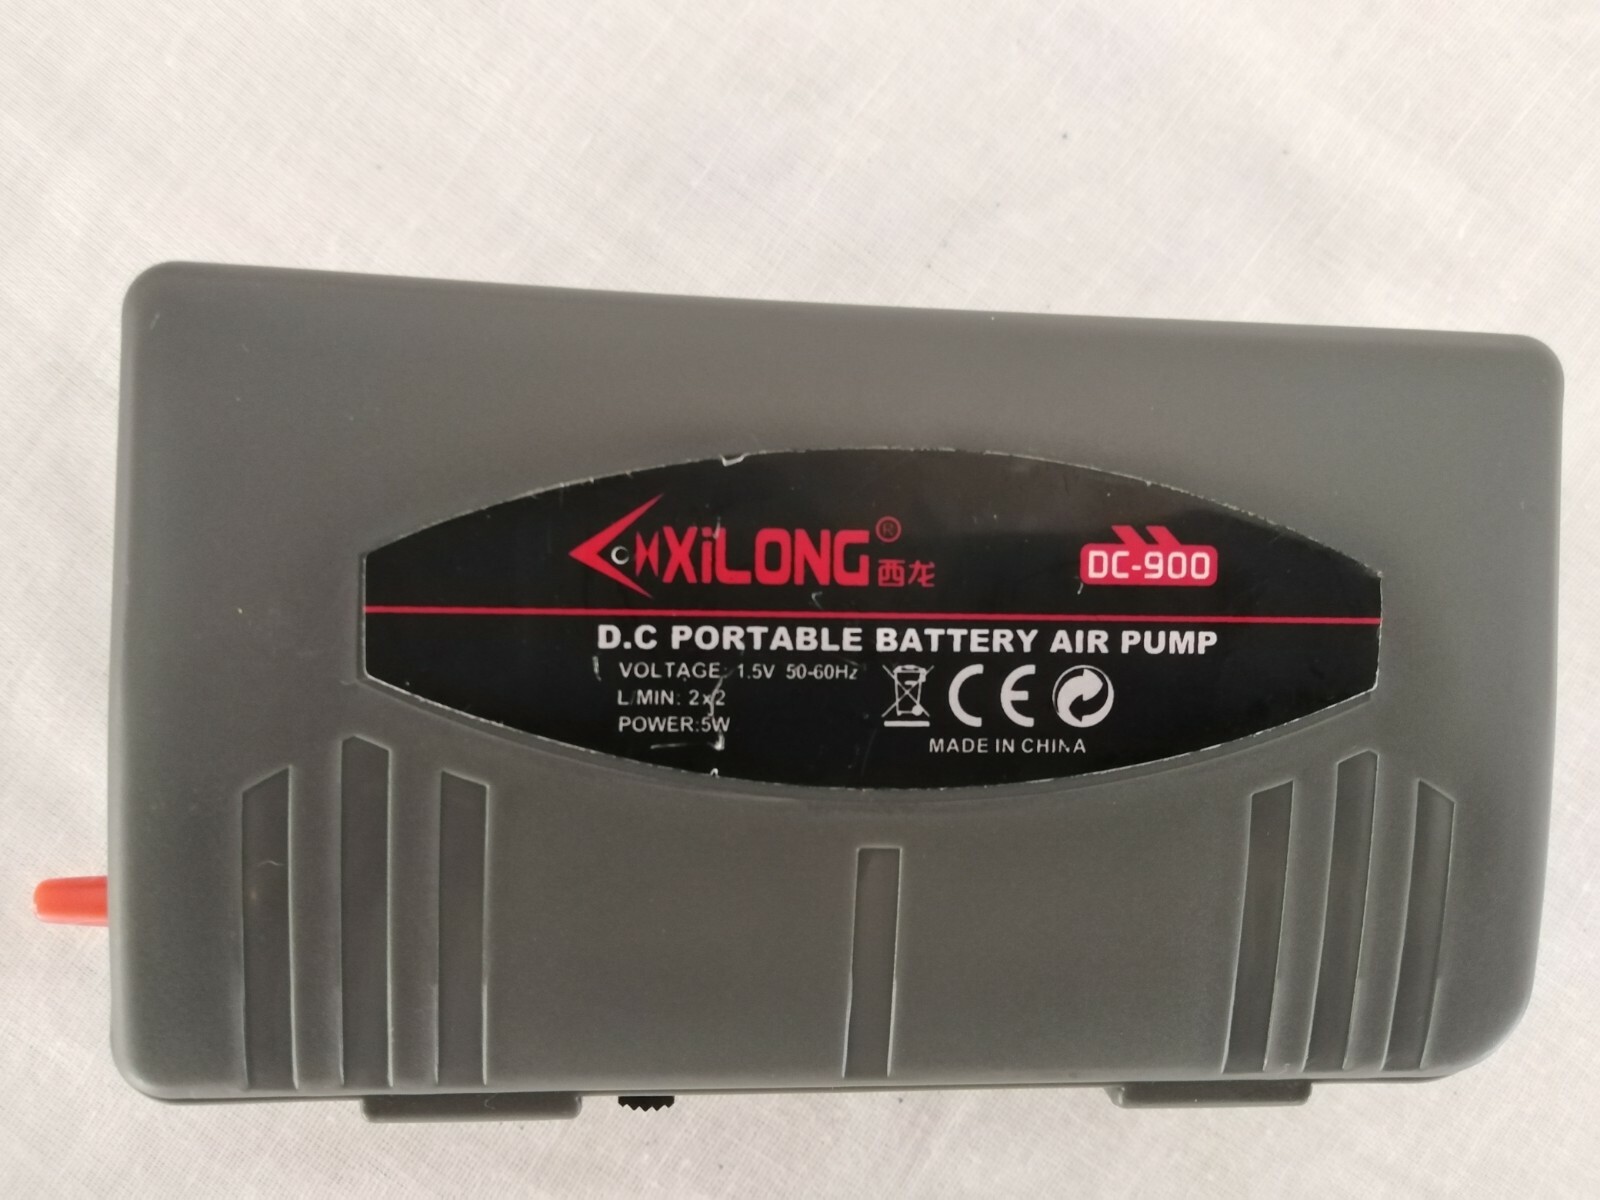 XiLONG® 西龙
DC-900
D.C PORTABLE BATTERY AIR PUMP
VOLTAGE: 1.5V 50-60Hz
L/MIN: 2x2
POWER:5W
CE
MADE IN CHINA